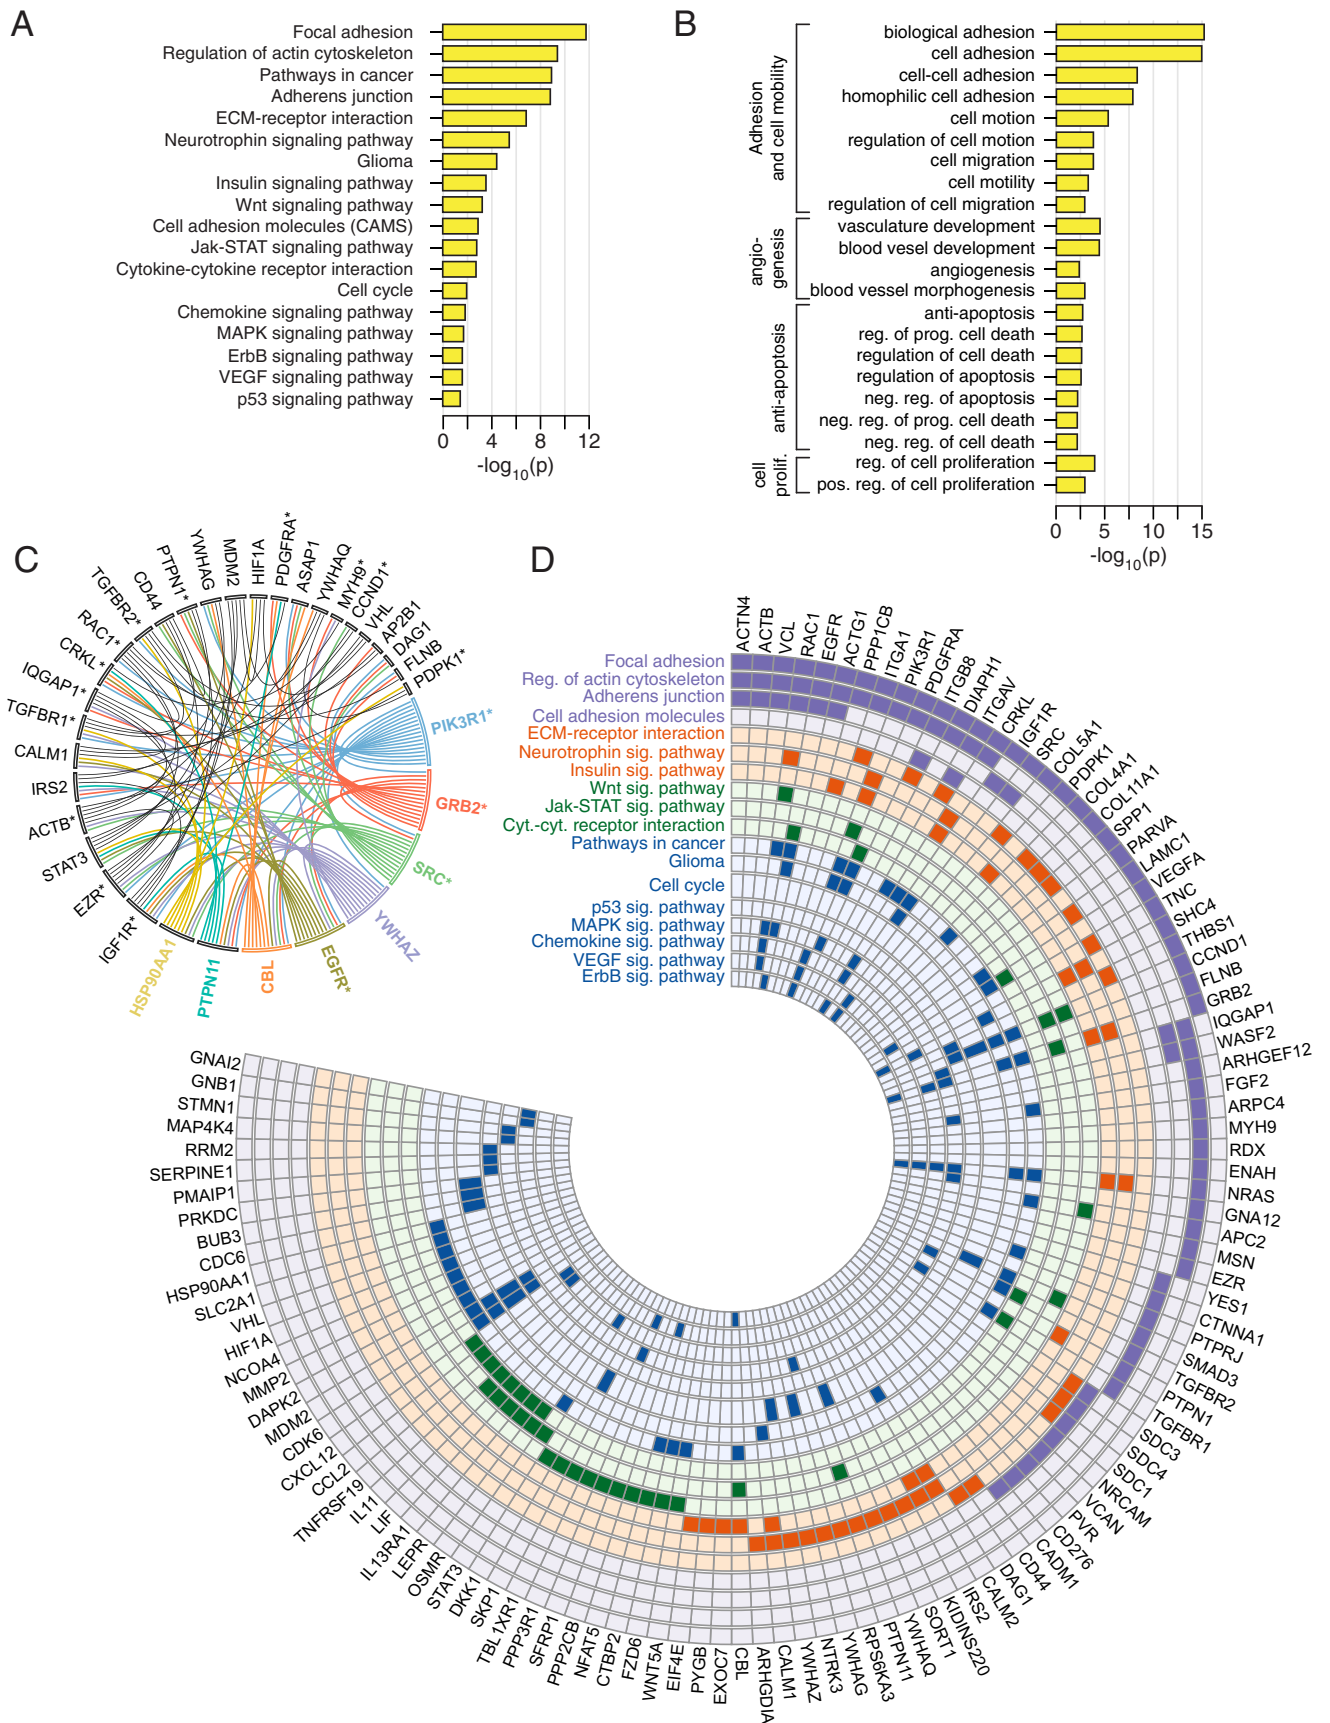 A
Focal adhesion
Regulation of actin cytoskeleton
Pathways in cancer
Adherens junction
ECM-receptor interaction
Neurotrophin signaling pathway
Glioma
Insulin signaling pathway
Wnt signaling pathway
Cell adhesion molecules (CAMS)
Jak-STAT signaling pathway
Cytokine-cytokine receptor interaction
Cell cycle
Chemokine signaling pathway
MAPK signaling pathway
ErbB signaling pathway
VEGF signaling pathway
p53 signaling pathway
0 4 8 12
-log10(p)
B
Adhesion
and cell mobility
biological adhesion
cell adhesion
cell-cell adhesion
homophilic cell adhesion
cell motion
regulation of cell motion
cell migration
cell motility
regulation of cell migration
angio-
genesis
vasculature development
blood vesel development
angiogenesis
blood vessel morphogenesis
anti-apoptosis
anti-apoptosis
reg. of prog. cell death
regulation of cell death
regulation of apoptosis
neg. reg. of apoptosis
neg. reg. of prog. cell death
neg. reg. of cell death
cell
prolif.
reg. of cell proliferation
pos. reg. of cell proliferation
0 5 10 15
-log10(p)
C
HIF1A
PDGFRA*
ASAP1
YWHAQ
MYH9*
CCND1*
VHL
AP2B1
DAG1
FLNB
PDPK1*
PIK3R1*
GRB2*
SRC*
YWHAZ
EGFR*
CBL
PTPN11
HSP90AA1
IGF1R*
EZR*
STAT3
ACTB*
IRS2
CALM1
TGFBR1*
IQGAP1*
CRKL*
RAC1*
TGFBR2*
CD44
PTPN1*
YWHAG
MDM2
D
Focal adhesion
Reg. of actin cytoskeleton
Adherens junction
Cell adhesion molecules
ECM-receptor interaction
Neurotrophin sig. pathway
Insulin sig. pathway
Wnt sig. pathway
Jak-STAT sig. pathway
Cyt.-cyt. receptor interaction
Pathways in cancer
Glioma
Cell cycle
p53 sig. pathway
MAPK sig. pathway
Chemokine sig. pathway
VEGF sig. pathway
ErbB sig. pathway
ACTN4
ACTB
VCL
RAC1
EGFR
ACTG1
PPP1CB
ITGA1
PIK3R1
PDGFRA
ITGB8
DIAPH1
ITGAV
CRKL
IGF1R
SRC
COL5A1
PDPK1
COL4A1
COL11A1
SPP1
PARVA
LAMC1
VEGFA
TNC
SHC4
THBS1
CCND1
FLNB
GRB2
IQGAP1
WASF2
ARHGEF12
FGF2
ARPC4
MYH9
RDX
ENAH
NRAS
GNA12
APC2
MSN
EZR
YES1
CTNNA1
PTPRJ
SMAD3
TGFBR2
PTPN1
TGFBR1
SDC3
SDC4
SDC1
NRCAM
VCAN
PVR
CD276
CADM1
CD44
DAG1
CALM2
IRS2
KIDINS220
SORT1
YWHAQ
PTPN11
RPS6KA3
YWHAG
NTRK3
YWHAZ
CALM1
ARHGDIA
CBL
EXOC7
PYGB
EIF4E
WNT5A
FZD6
CTBP2
NFAT5
PPP2CB
SFRP1
PPP3R1
TBL1XR1
SKP1
DKK1
STAT3
OSMR
LEPR
IL13RA1
LIF
IL11
TNFRSF19
CCL2
CXCL12
CDK6
MDM2
DAPK2
MMP2
NCOA4
HIF1A
VHL
SLC2A1
HSP90AA1
CDC6
BUB3
PRKDC
PMAIP1
SERPINE1
RRM2
MAP4K4
STMN1
GNB1
GNAI2